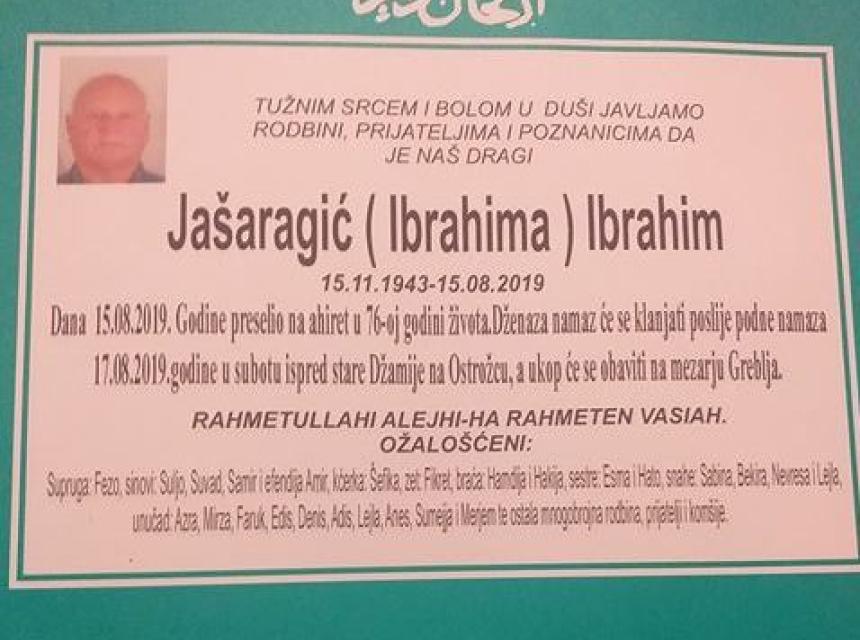 TUŽNIM SRCEM I BOLOM U DUŠI JAVLJAMO
RODBINI, PRIJATELJIMA I POZNANICIMA DA
JE NAŠ DRAGI
Jašaragić ( Ibrahima ) Ibrahim
15.11.1943-15.08.2019
Dana 15.08.2019. Godine preselio na ahiret u 76-oj godini života.Dženaza namaz će se klanjati poslije podne namaza
17.08.2019.godine u subotu ispred stare Džamije na Ostrožcu, a ukop će se obaviti na mezarju Greblja.
RAHMETULLAHI ALEJHI-HA RAHMETEN VASIAH.
OŽALOŠĆENI:
Supruga: Fezo, sinovi: Suljo, Suvad, Samir i efendija Amir, kćerka: Šefika, zet: Fikret, braća: Hamdija i Hakija, sestre: Esma i Hato, snahe: Sabina, Bekira, Nevresa i Lejla,
unučad: Azra, Mirza, Faruk, Edis, Denis, Adis, Lejla, Anes, Sumejja i Merjem te ostala mnogobrojna rodbina, prijatelji i komšije.